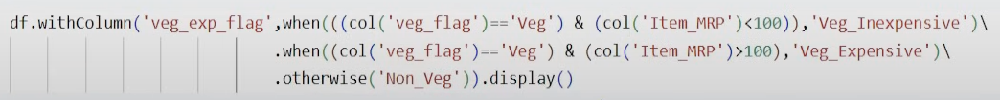 df.withColumn('veg_exp_flag',when(((col('veg_flag')=='Veg') & (col('Item_MRP')<100)),'Veg_Inexpensive')\
.when((col('veg_flag')=='Veg') & (col('Item_MRP')>100),'Veg_Expensive')\
.otherwise('Non_Veg')).display()